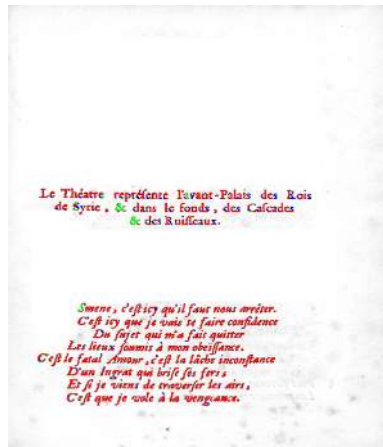 Le Théatre repréſente l'avant-Palais des Rois
de Syrie, & dans le fonds, des Caſcades
& des Ruiſſeaux.
Smene, c'eſt icy qu'il faut nous arrêter.
C'eſt icy que je vais te faire confidence
Du ſujet qui m'a fait quitter
Les lieux ſoumis à mon obeïſſance.
C'eſt le fatal Amour, c'eſt la lâche inconſtance
D'un Ingrat qui briſe ſes fers;
Et ſi je viens de traverſer les airs,
C'eſt que je vole à la vengeance.